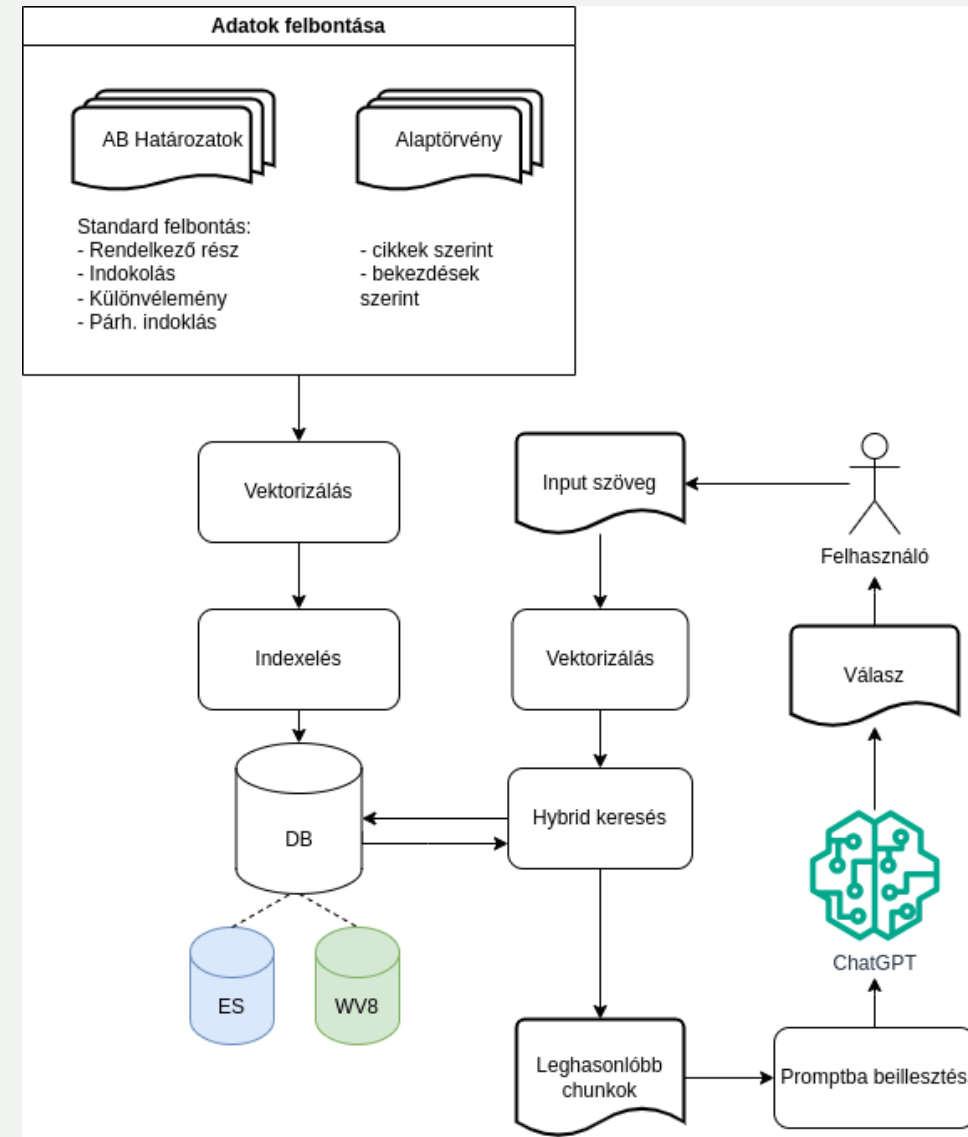 Adatok felbontása
AB Határozatok
Alaptörvény
Standard felbontás:
- Rendelkező rész
- Indokolás
- Különvélemény
- Párh. indoklás
- cikkek szerint
- bekezdések
szerint
Vektorizálás
Indexelés
DB
ES
WV8
Input szöveg
Vektorizálás
Hybrid keresés
Leghasonlóbb
chunkok
Promptba beillesztés
ChatGPT
Válasz
Felhasználó